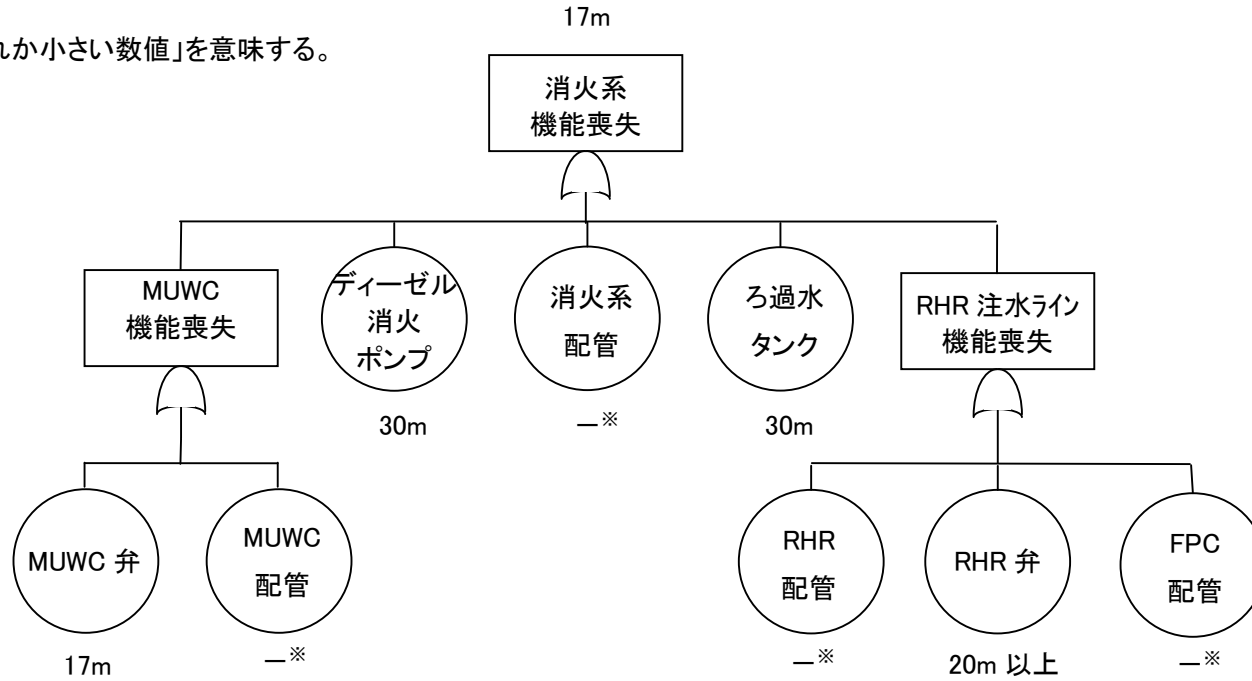 17m
れか小さい数値」を意味する。
消火系
機能喪失
MUWC
機能喪失
ディーゼル
消火
ポンプ
30m
消火系
配管
－※
ろ過水
タンク
30m
RHR 注水ライン
機能喪失
MUWC 弁
17m
MUWC
配管
－※
RHR
配管
－※
RHR 弁
20m 以上
FPC
配管
－※